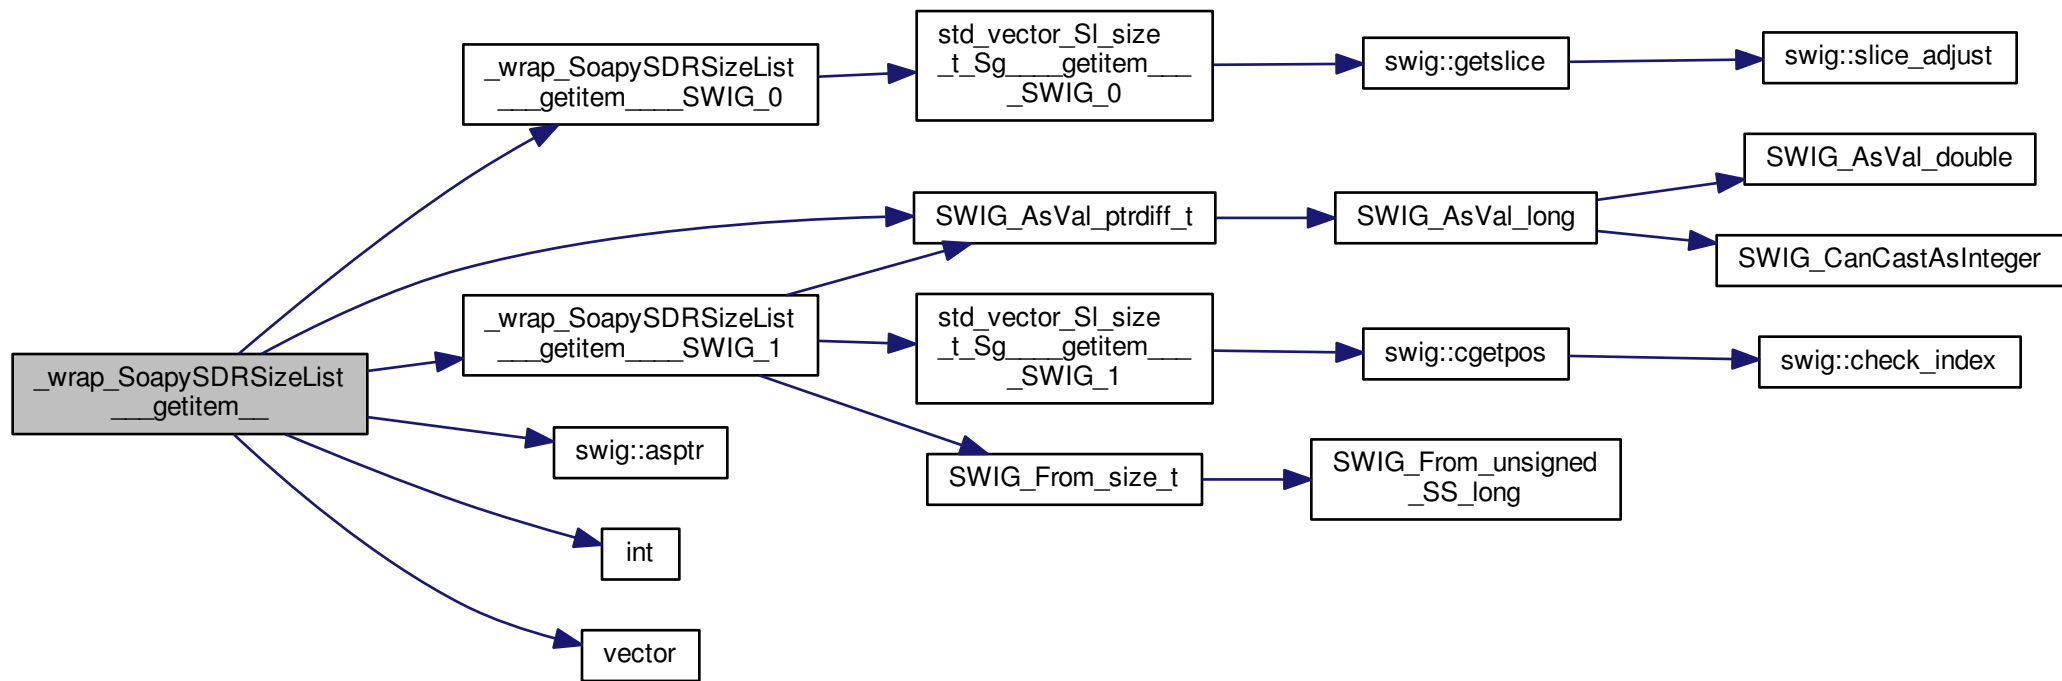 _wrap_SoapySDRSizeList
___getitem__
_wrap_SoapySDRSizeList
___getitem____SWIG_0
std_vector_Sl_size
_t_Sg____getitem___
_SWIG_0
swig::getslice
swig::slice_adjust
SWIG_AsVal_ptrdiff_t
SWIG_AsVal_long
SWIG_AsVal_double
SWIG_CanCastAsInteger
_wrap_SoapySDRSizeList
___getitem____SWIG_1
std_vector_Sl_size
_t_Sg____getitem___
_SWIG_1
swig::cgetpos
swig::check_index
SWIG_From_size_t
SWIG_From_unsigned
_SS_long
swig::asptr
int
vector